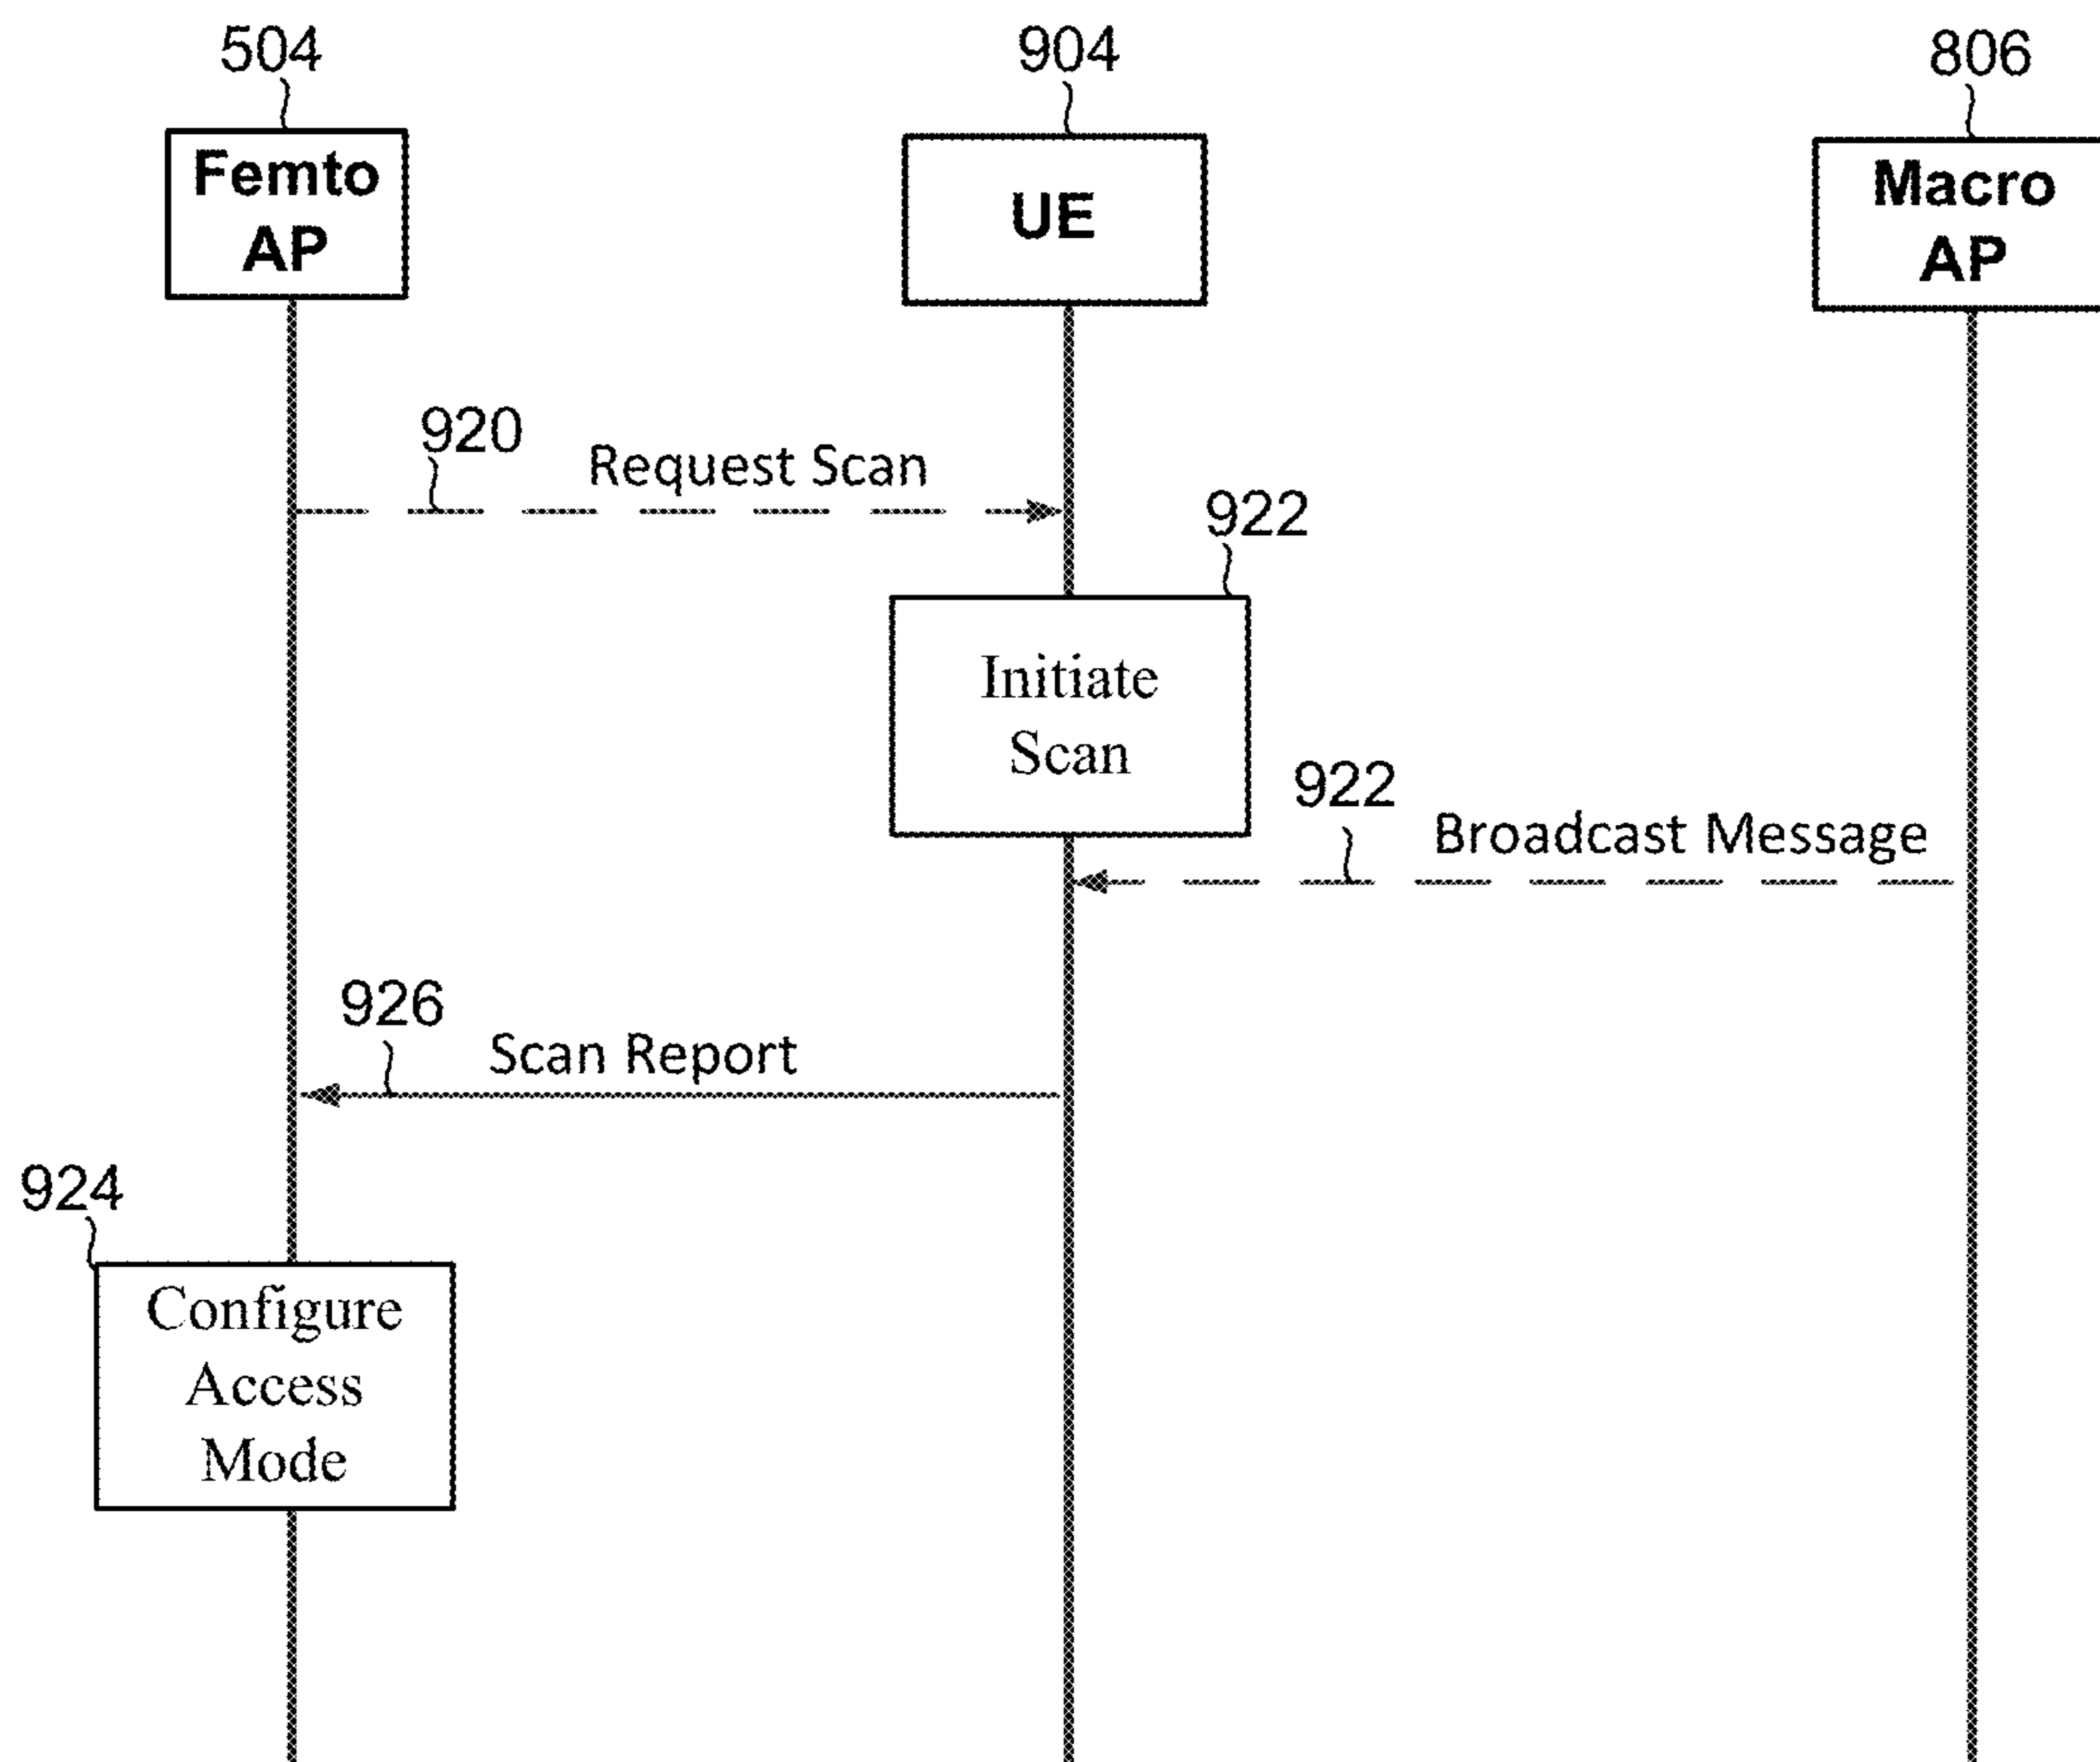 504
904
806
Femto
AP
UE
Macro
AP
920
Request Scan
922
Initiate
Scan
922
Broadcast Message
926
Scan Report
924
Configure
Access
Mode